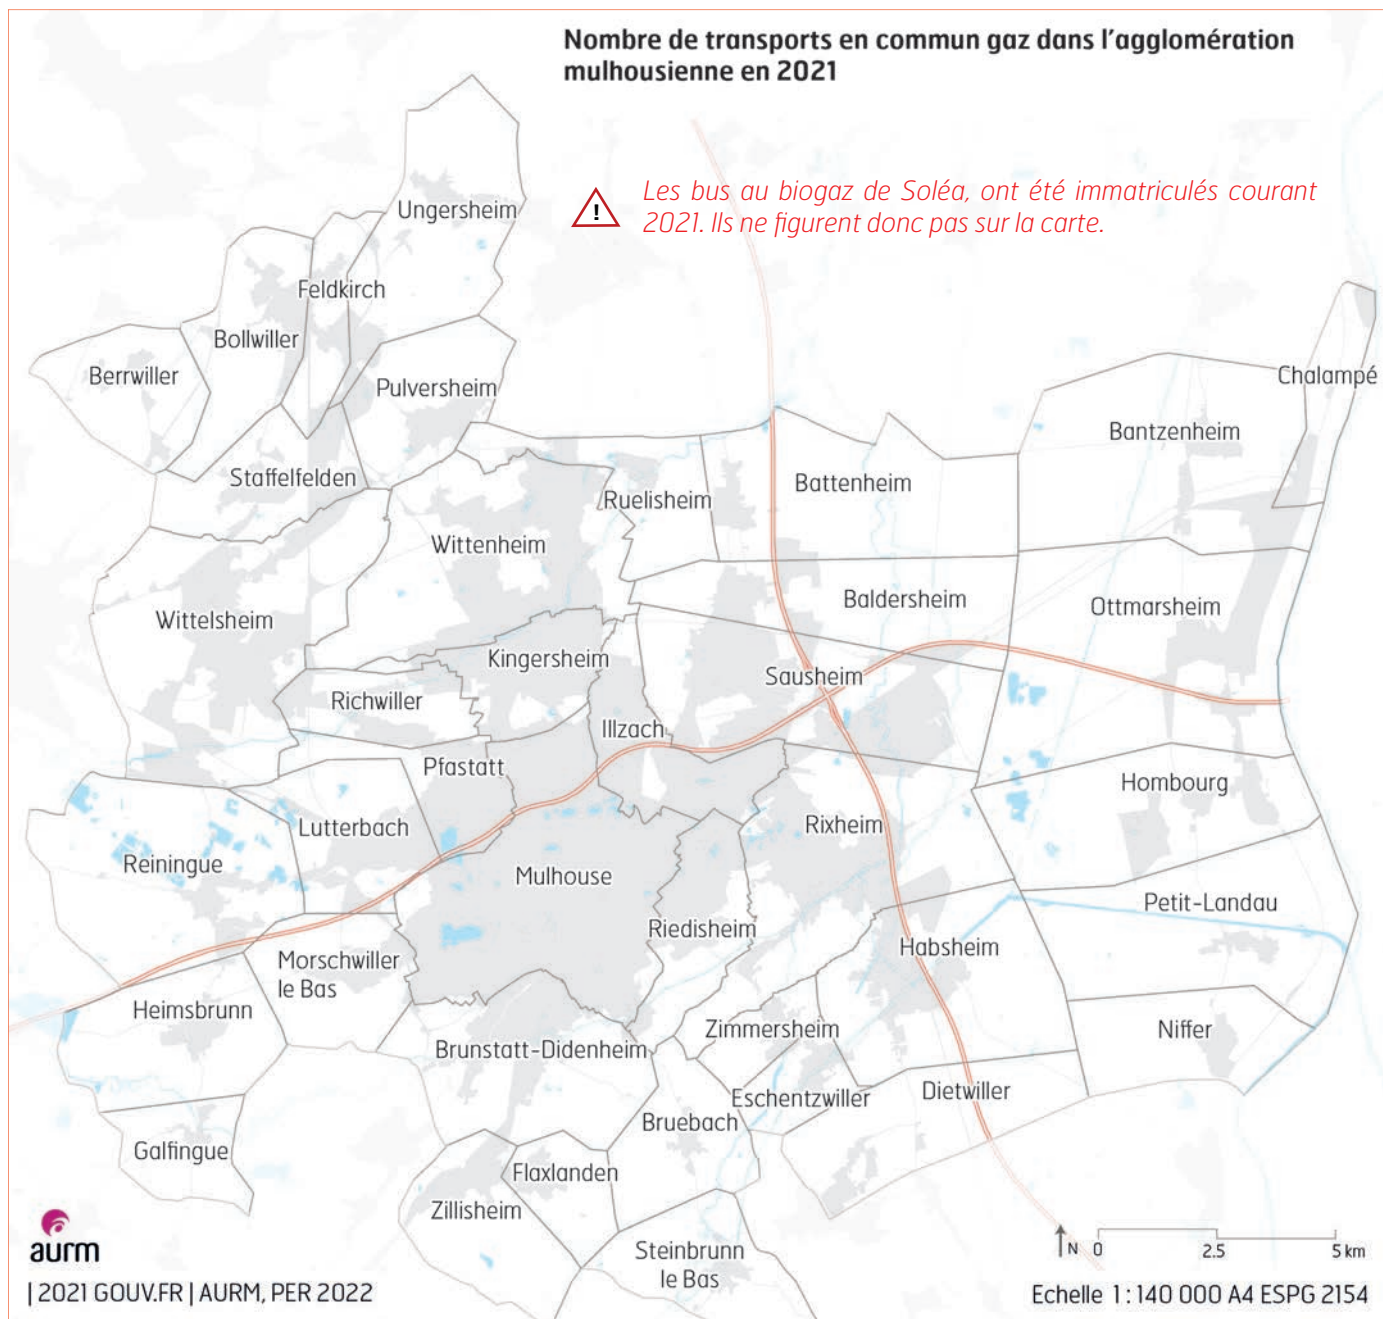 Nombre de transports en commun gaz dans l'agglomération
mulhousienne en 2021
!
Les bus au biogaz de Soléa, ont été immatriculés courant
2021. Ils ne figurent donc pas sur la carte.
Ungersheim
Feldkirch
Bollwiller
Berrwiller
Pulversheim
Chalampé
Bantzenheim
Staffelfelden
Battenheim
Ruelisheim
Wittenheim
Baldersheim
Ottmarsheim
Wittelsheim
Kingersheim
Sausheim
Richwiller
Illzach
Pfastatt
Hombourg
Lutterbach
Rixheim
Reiningue
Mulhouse
Petit-Landau
Riedisheim
Habsheim
Morschwiller
le Bas
Heimsbrunn
Zimmersheim
Niffer
Brunstatt-Didenheim
Eschentzwiller
Dietwiller
Bruebach
Galfingue
Flaxlanden
Zillisheim
Steinbrunn
le Bas
aurm
N 0 2.5 5 km
| 2021 GOUV.FR | AURM, PER 2022
Echelle 1 : 140 000 A4 ESPG 2154